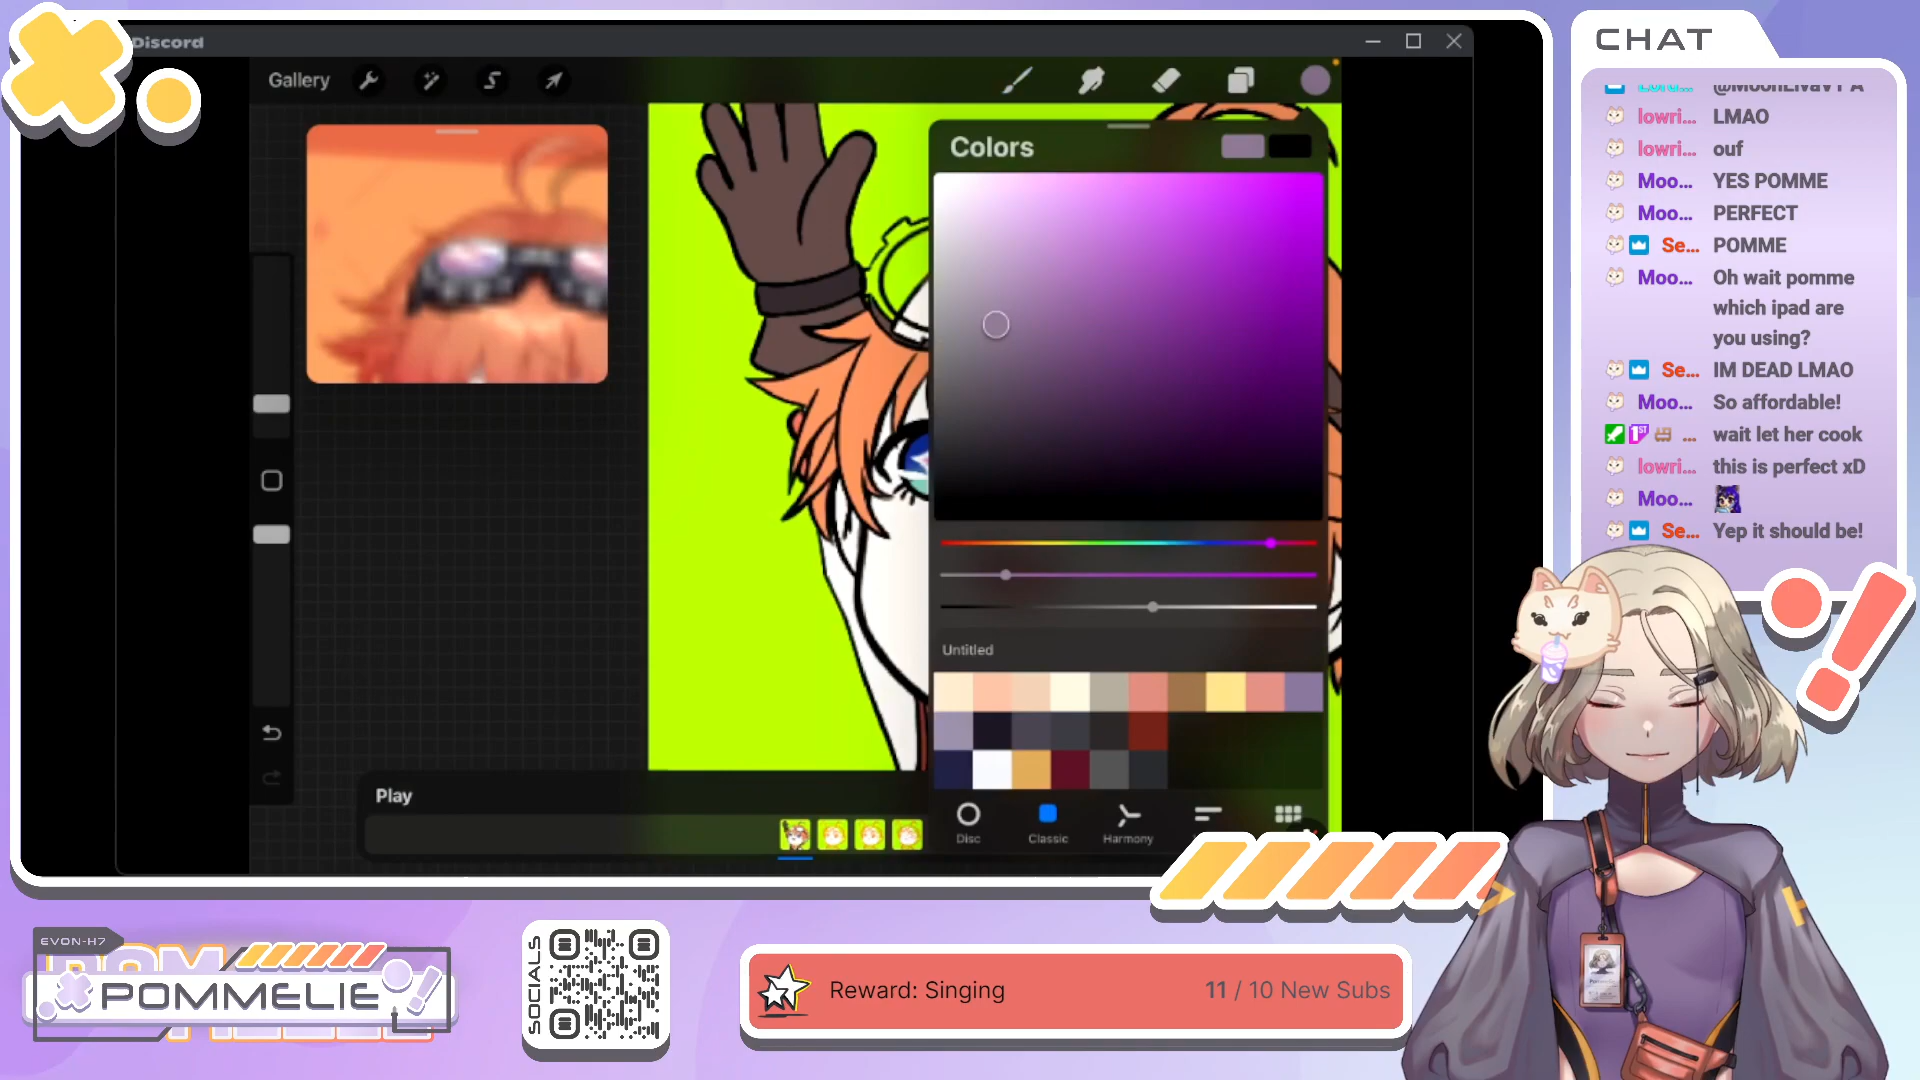 Discord
CHAT
Gallery
@MoonLivaVT A
lowri... LMAO
lowri... ouf
Moo... YES POMME
Moo... PERFECT
Se... POMME
Moo... Oh wait pomme
which ipad are
you using?
Se... IM DEAD LMAO
Moo... So affordable!
1ST ... wait let her cook
lowri... this is perfect xD
Moo...
Se... Yep it should be!
Colors
Untitled
Disc
Classic
Harmony
Play
EVON-H7
POMMELIE
SOCIALS
Reward: Singing
11 / 10 New Subs